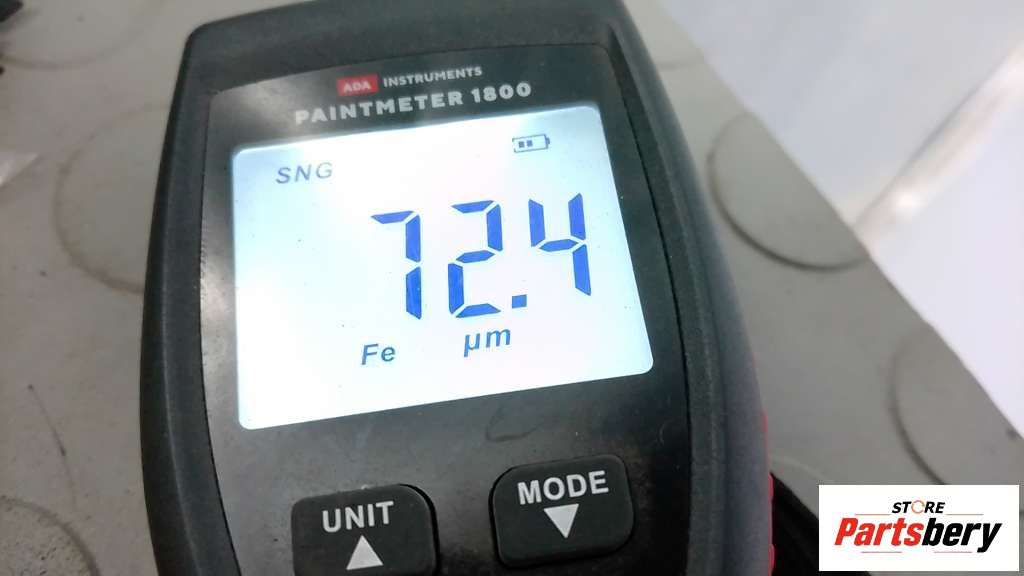 ADA INSTRUMENTS
PAINTMETER 1800
SNG
72.4
Fe µm
UNIT MODE
STORE
Partsbery